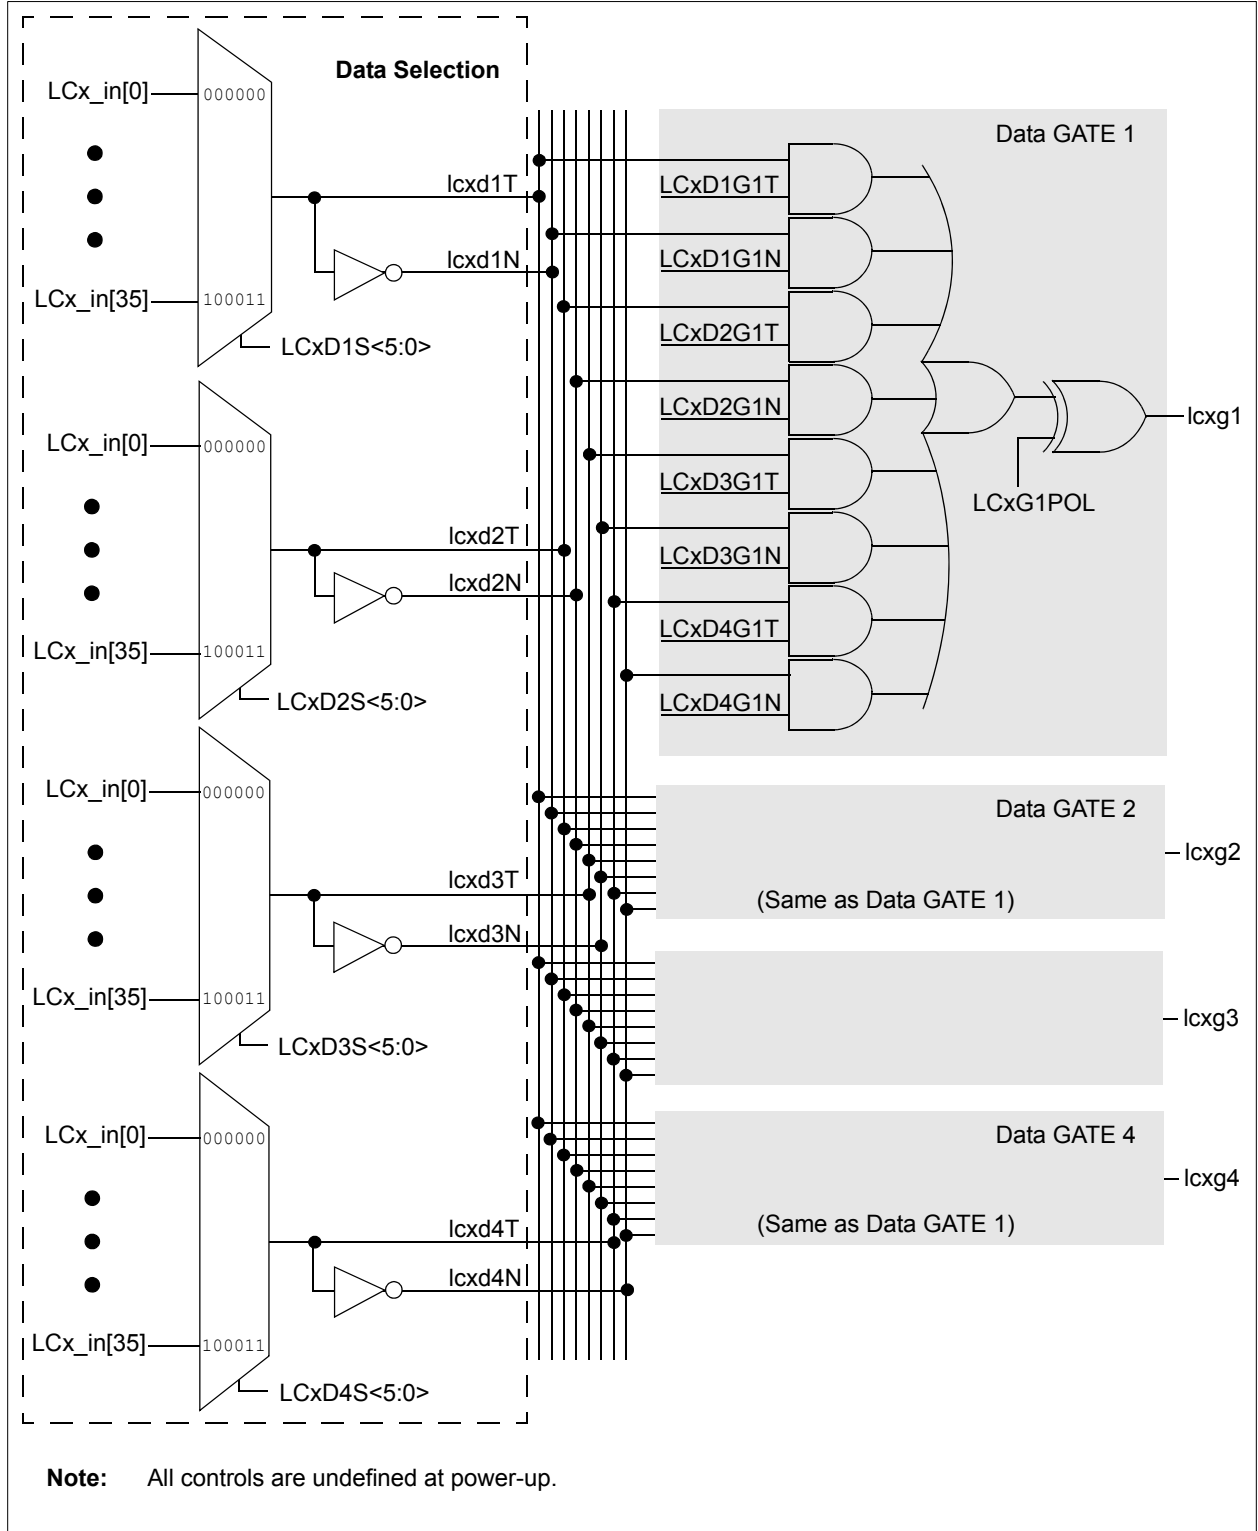 Data Selection
LCx_in[0]
000000
lcxd1T
lcxd1N
LCx_in[35]
100011
LCxD1S<5:0>
LCx_in[0]
000000
lcxd2T
lcxd2N
LCx_in[35]
100011
LCxD2S<5:0>
LCx_in[0]
000000
lcxd3T
lcxd3N
LCx_in[35]
100011
LCxD3S<5:0>
LCx_in[0]
000000
lcxd4T
lcxd4N
LCx_in[35]
100011
LCxD4S<5:0>
Data GATE 1
LCxD1G1T
LCxD1G1N
LCxD2G1T
LCxD2G1N
LCxD3G1T
LCxD3G1N
LCxD4G1T
LCxD4G1N
LCxG1POL
lcxg1
Data GATE 2
(Same as Data GATE 1)
lcxg2
lcxg3
Data GATE 4
(Same as Data GATE 1)
lcxg4
Note: All controls are undefined at power-up.